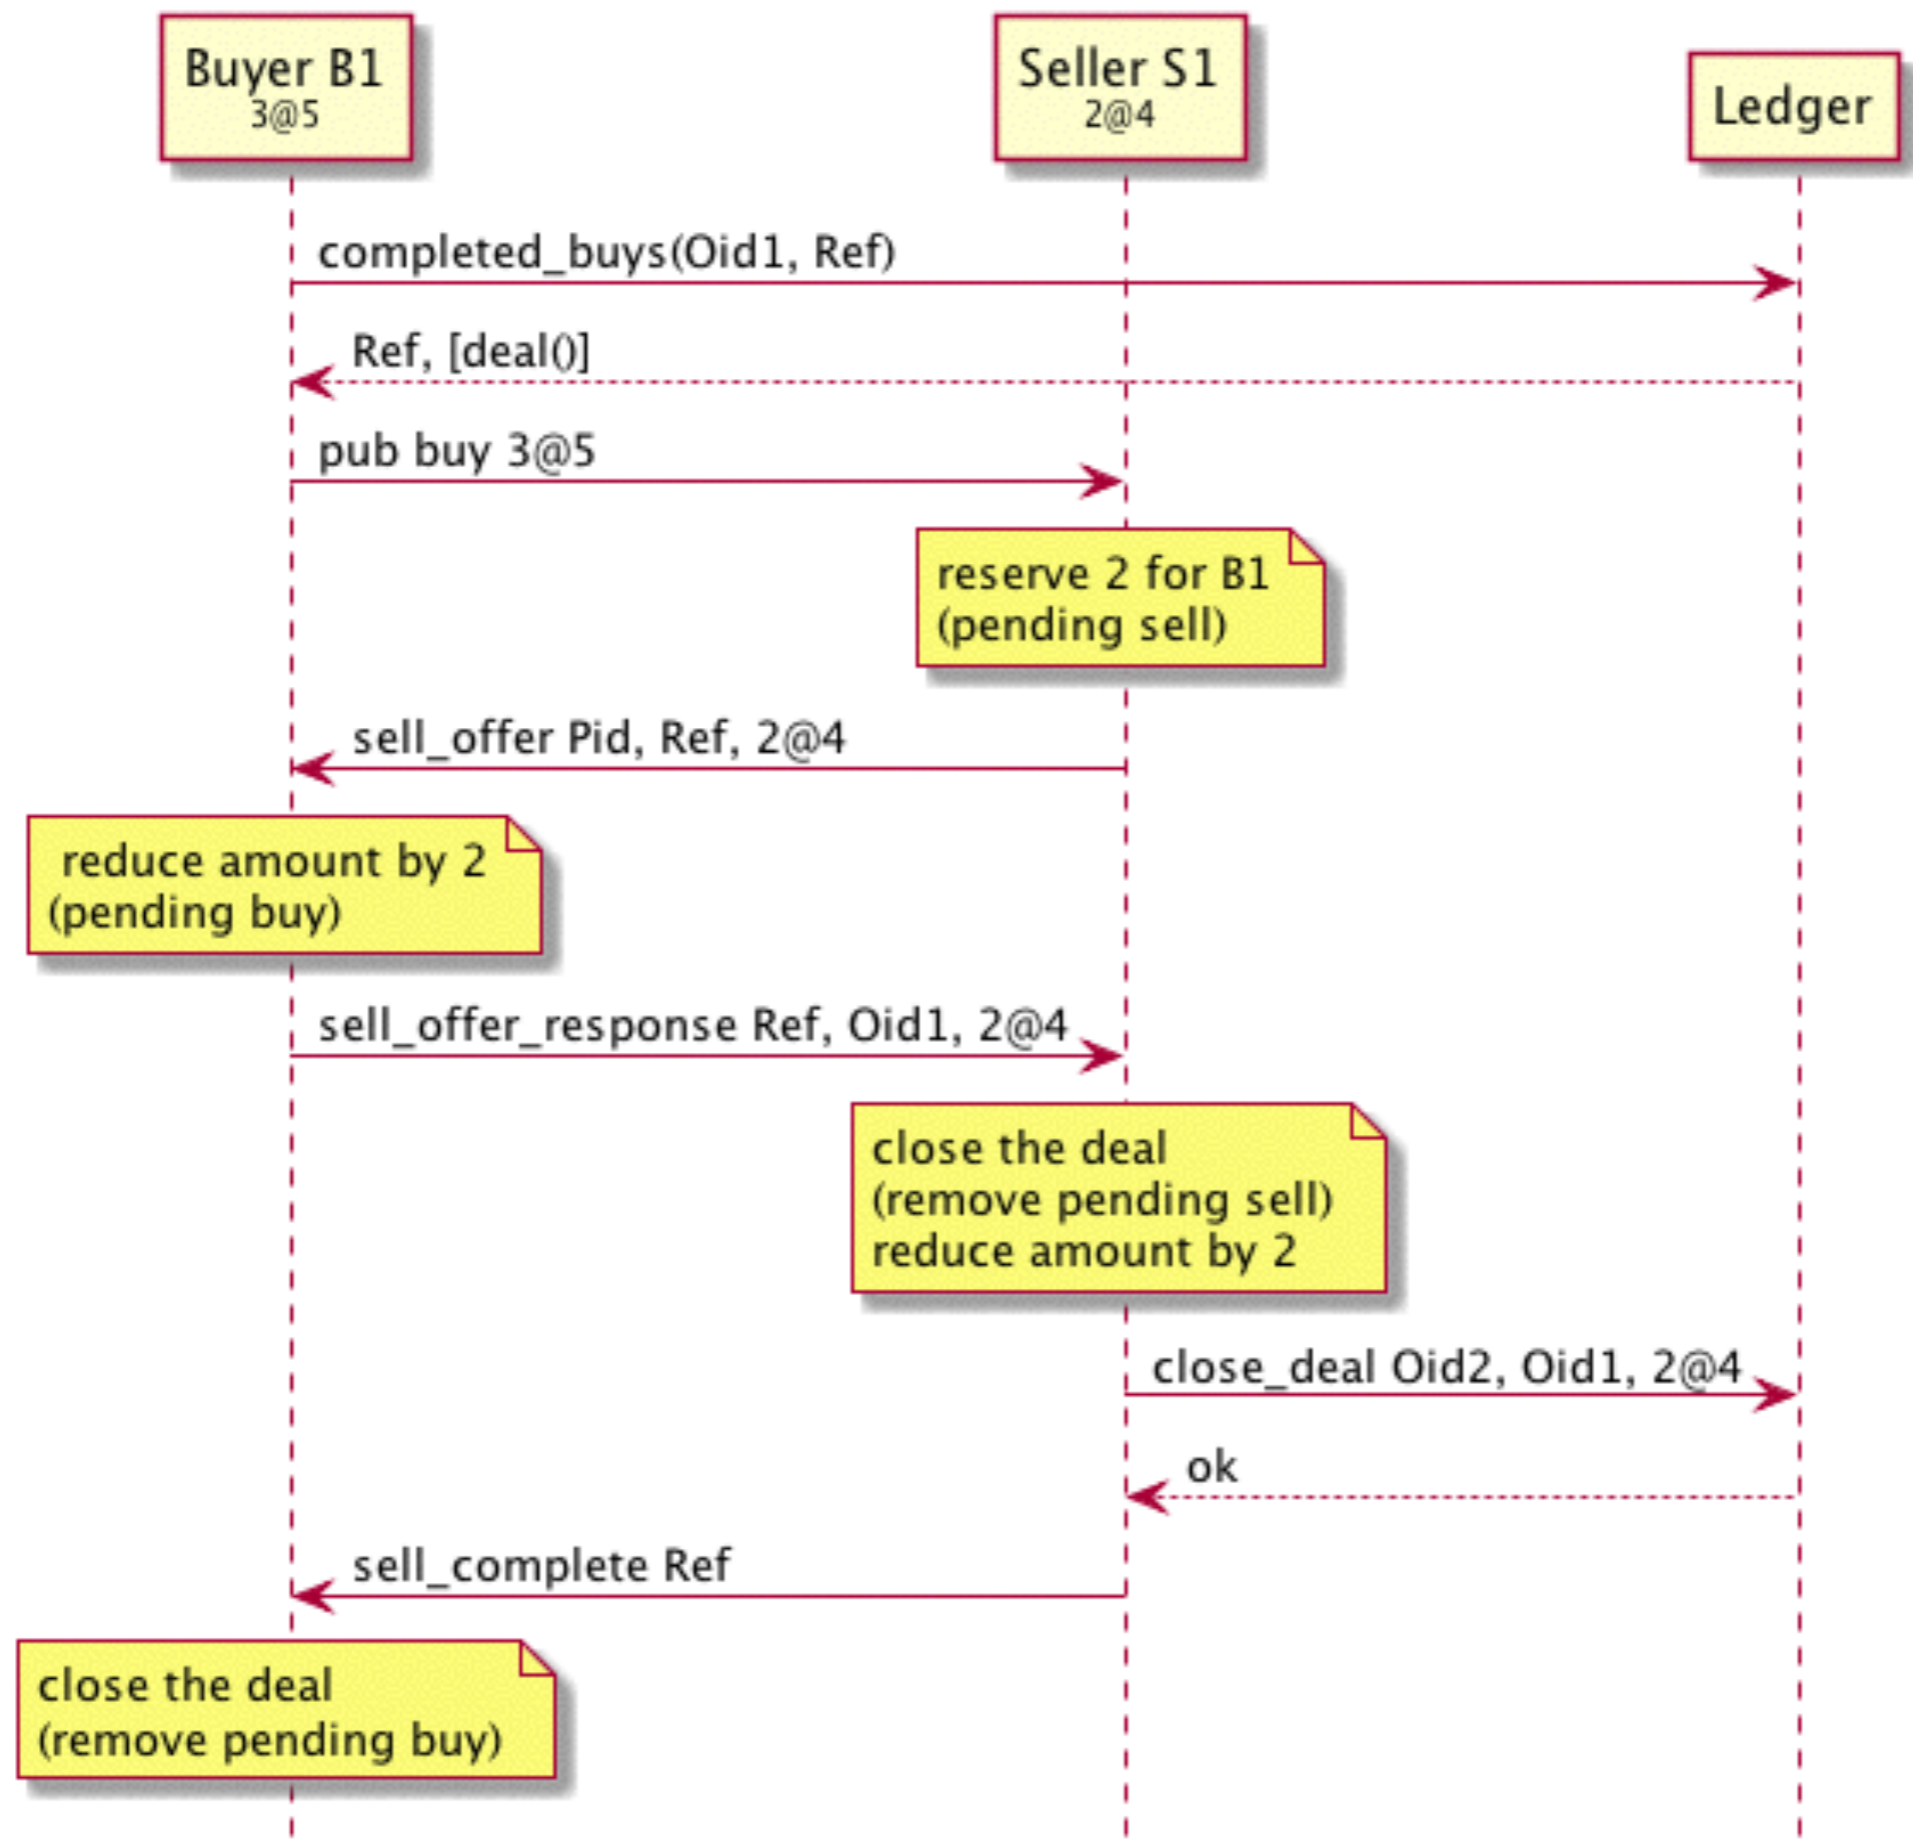 Buyer B1
3@5
Seller S1
2@4
Ledger
completed_buys(Oid1, Ref)
Ref, [deal()]
pub buy 3@5
reserve 2 for B1
(pending sell)
sell_offer Pid, Ref, 2@4
reduce amount by 2
(pending buy)
sell_offer_response Ref, Oid1, 2@4
close the deal
(remove pending sell)
reduce amount by 2
close_deal Oid2, Oid1, 2@4
ok
sell_complete Ref
close the deal
(remove pending buy)